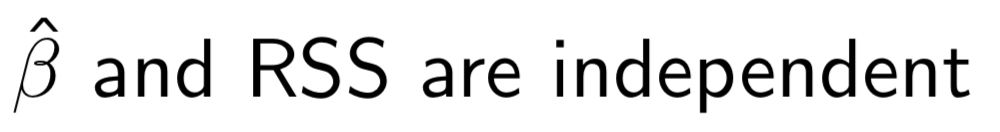 β̂ and RSS are independent